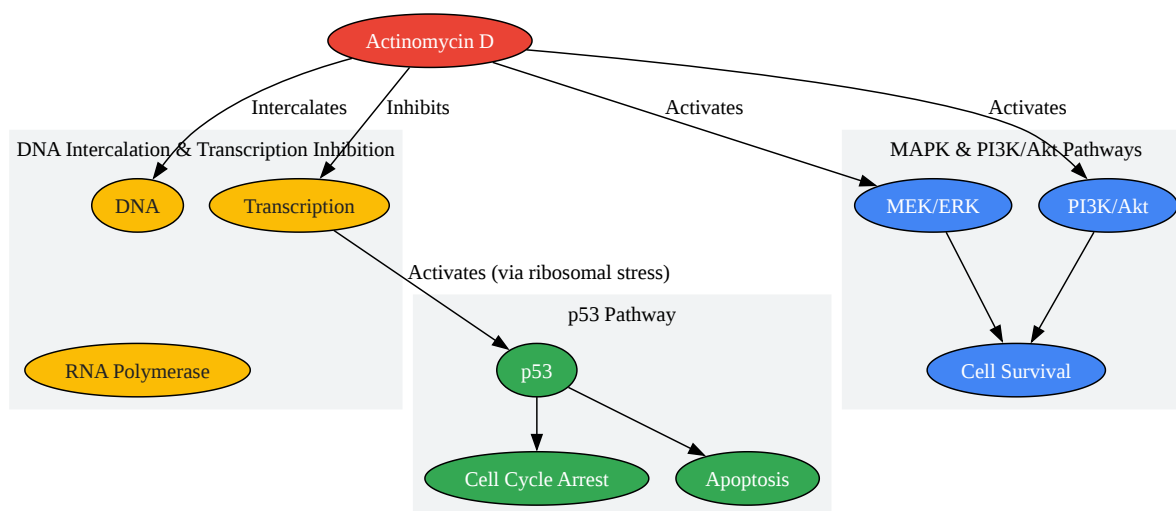 Actinomycin D
Intercalates
Inhibits
Activates
Activates
DNA Intercalation & Transcription Inhibition
MAPK & PI3K/Akt Pathways
DNA
Transcription
MEK/ERK
PI3K/Akt
Activates (via ribosomal stress)
p53 Pathway
RNA Polymerase
p53
Cell Survival
Cell Cycle Arrest
Apoptosis